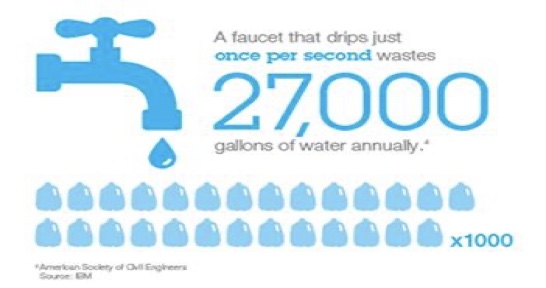 A faucet that drips just
once per second wastes
27,000
gallons of water annually.*
x1000
*American Society of Civil Engineers
Source: IBM